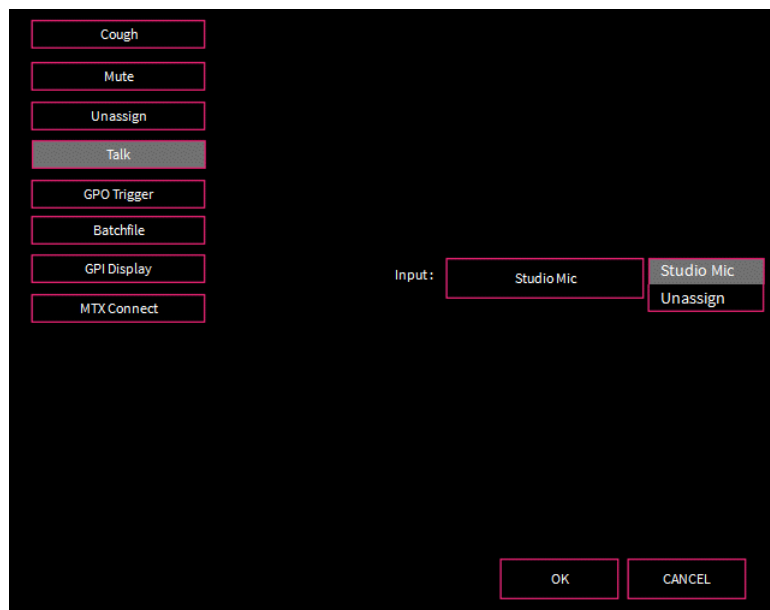 Cough
Mute
Unassign
Talk
GPO Trigger
Batchfile
GPI Display
MTX Connect
Input: Studio Mic
Studio Mic
Unassign
OK
CANCEL